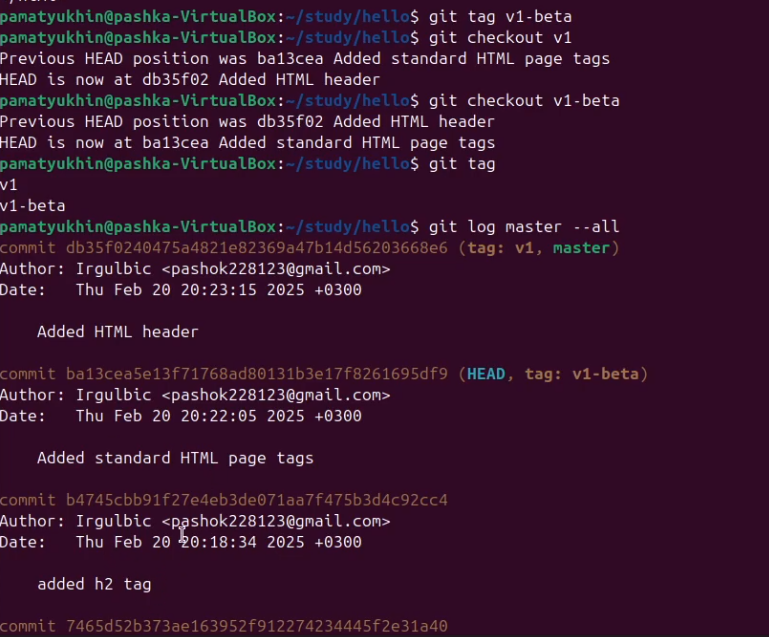 pamatyukhin@pashka-VirtualBox:~/study/hello$ git tag v1-beta
pamatyukhin@pashka-VirtualBox:~/study/hello$ git checkout v1
Previous HEAD position was ba13cea Added standard HTML page tags
HEAD is now at db35f02 Added HTML header
pamatyukhin@pashka-VirtualBox:~/study/hello$ git checkout v1-beta
Previous HEAD position was db35f02 Added HTML header
HEAD is now at ba13cea Added standard HTML page tags
pamatyukhin@pashka-VirtualBox:~/study/hello$ git tag
v1
v1-beta
pamatyukhin@pashka-VirtualBox:~/study/hello$ git log master --all
commit db35f0240475a4821e82369a47b14d56203668e6 (tag: v1, master)
Author: Irgulbic <pashok228123@gmail.com>
Date:   Thu Feb 20 20:23:15 2025 +0300
Added HTML header
commit ba13cea5e13f71768ad80131b3e17f8261695df9 (HEAD, tag: v1-beta)
Author: Irgulbic <pashok228123@gmail.com>
Date:   Thu Feb 20 20:22:05 2025 +0300
Added standard HTML page tags
commit b4745cbb91f27e4eb3de071aa7f475b3d4c92cc4
Author: Irgulbic <pashok228123@gmail.com>
Date:   Thu Feb 20 20:18:34 2025 +0300
added h2 tag
commit 7465d52b373ae163952f912274234445f2e31a40